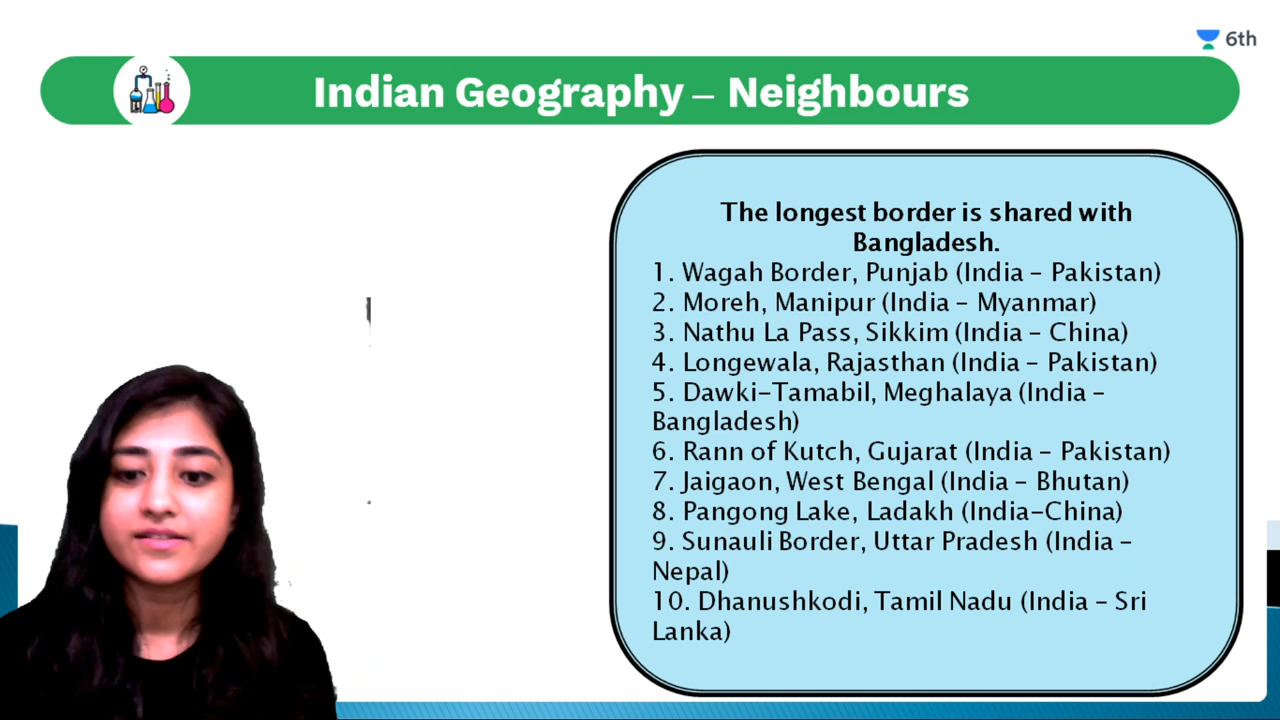 6th
Indian Geography – Neighbours
The longest border is shared with
Bangladesh.
1. Wagah Border, Punjab (India – Pakistan)
2. Moreh, Manipur (India – Myanmar)
3. Nathu La Pass, Sikkim (India – China)
4. Longewala, Rajasthan (India – Pakistan)
5. Dawki-Tamabil, Meghalaya (India –
Bangladesh)
6. Rann of Kutch, Gujarat (India – Pakistan)
7. Jaigaon, West Bengal (India – Bhutan)
8. Pangong Lake, Ladakh (India-China)
9. Sunauli Border, Uttar Pradesh (India –
Nepal)
10. Dhanushkodi, Tamil Nadu (India – Sri
Lanka)